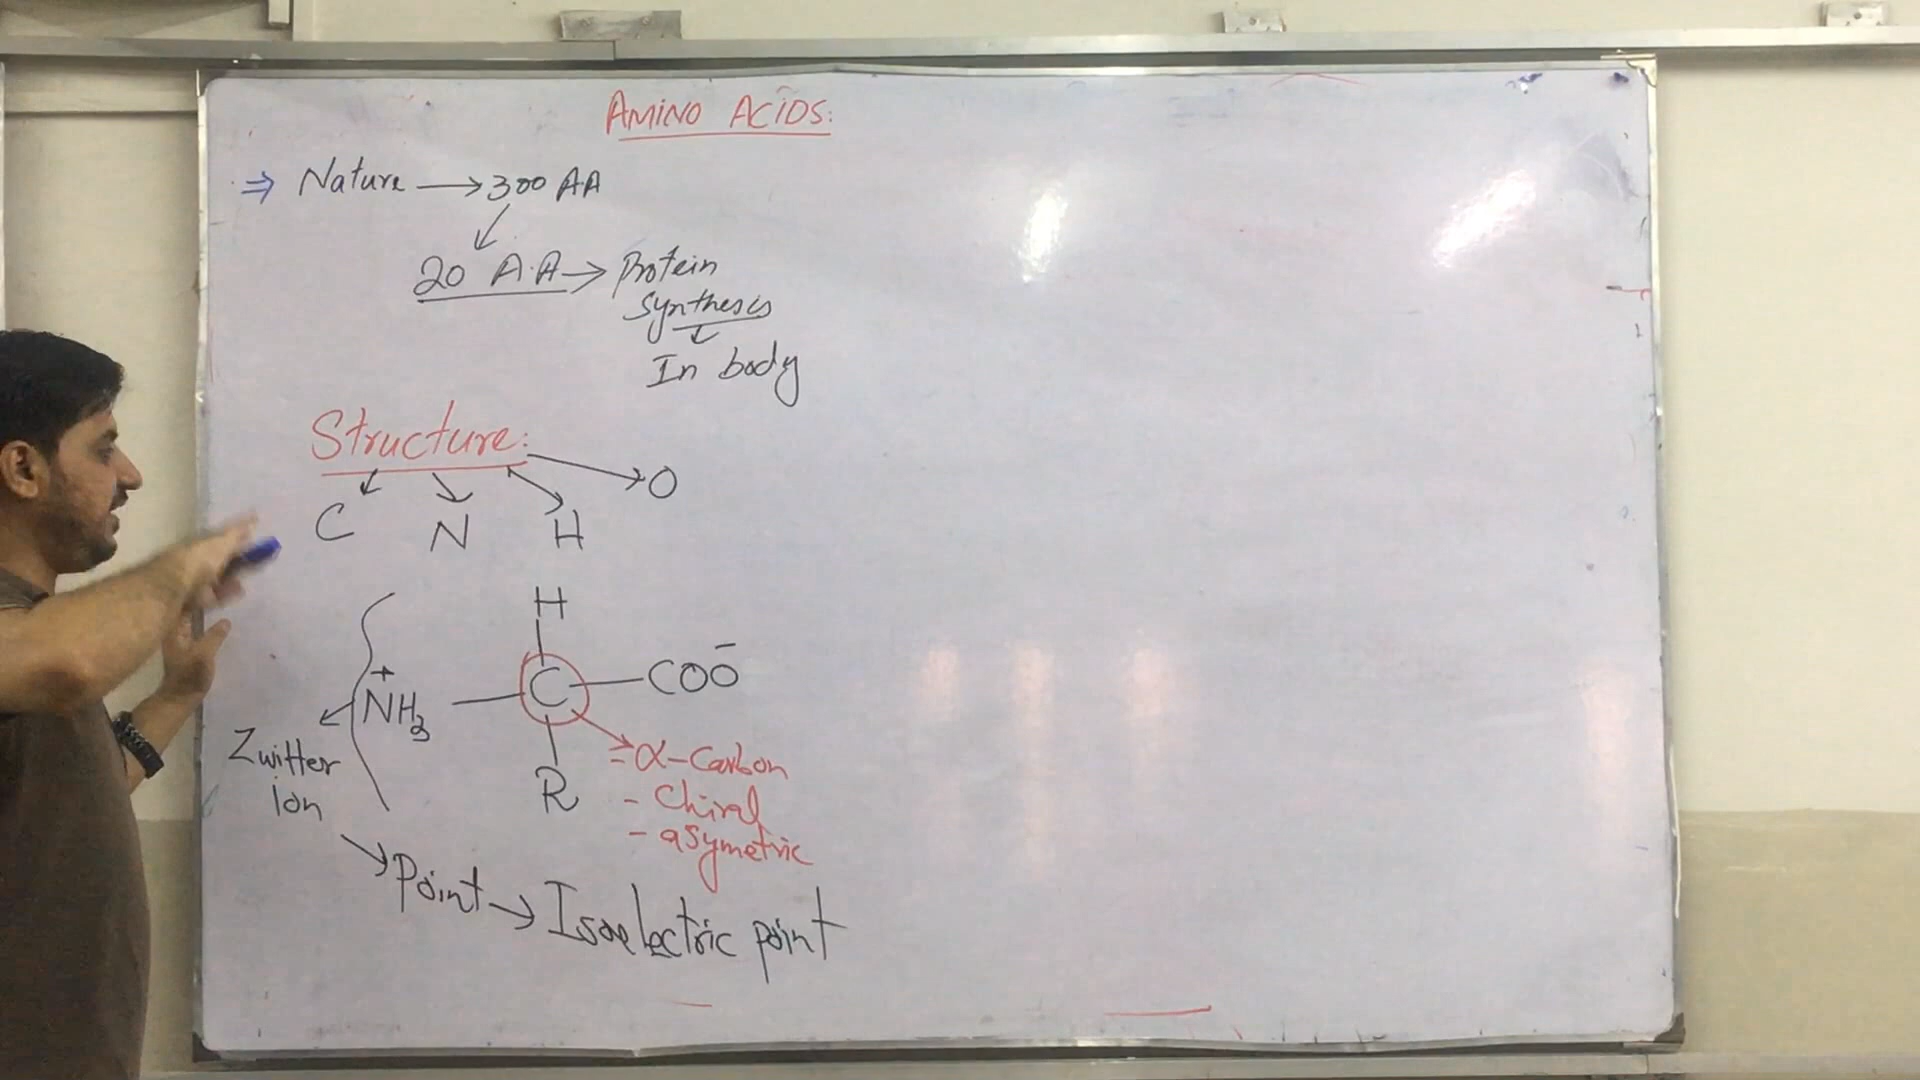 AMINO ACIDS:
⇒ Nature → 300 AA
20 A.A → Protein
Synthesis
In body
Structure:
C N H O
H
+
NH3 — C — COO-
R
Zwitter
ion
= α-Carbon
- Chiral
- asymetric
Point → Isoelectric point